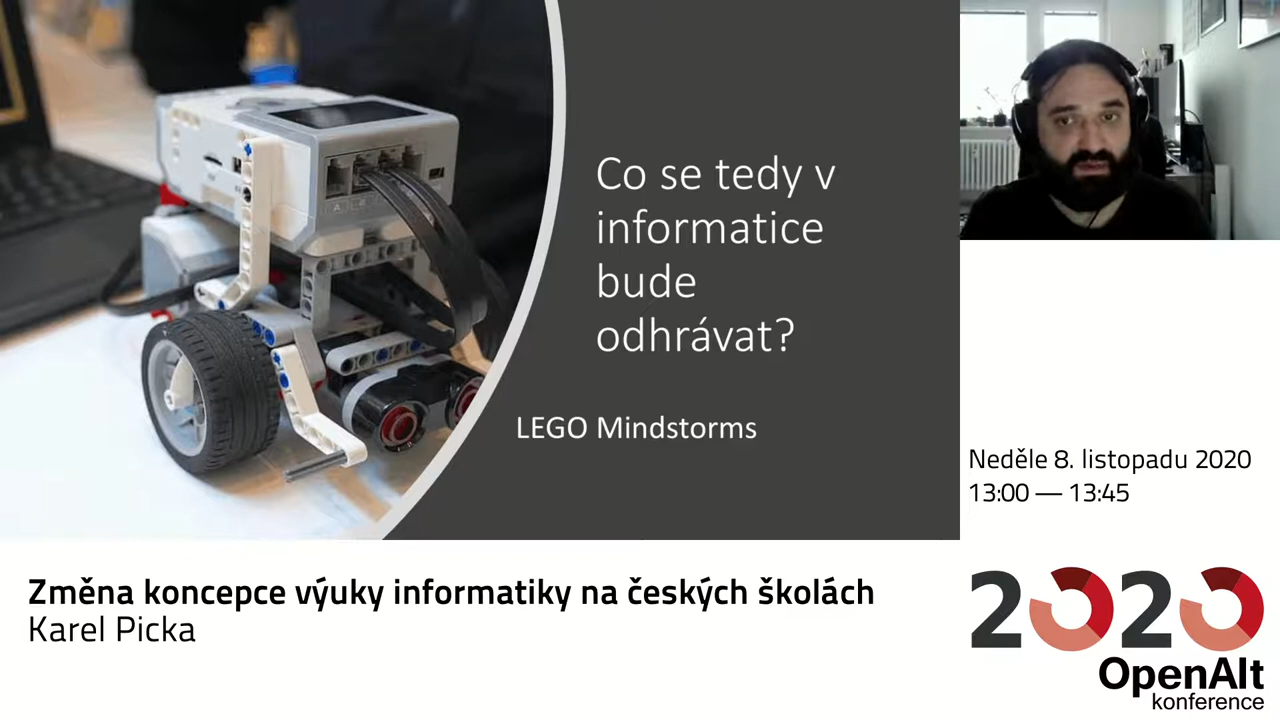 Co se tedy v
informatice
bude
odhrávat?
LEGO Mindstorms
Neděle 8. listopadu 2020
13:00 — 13:45
Změna koncepce výuky informatiky na českých školách
Karel Picka
2020
OpenAlt
konference